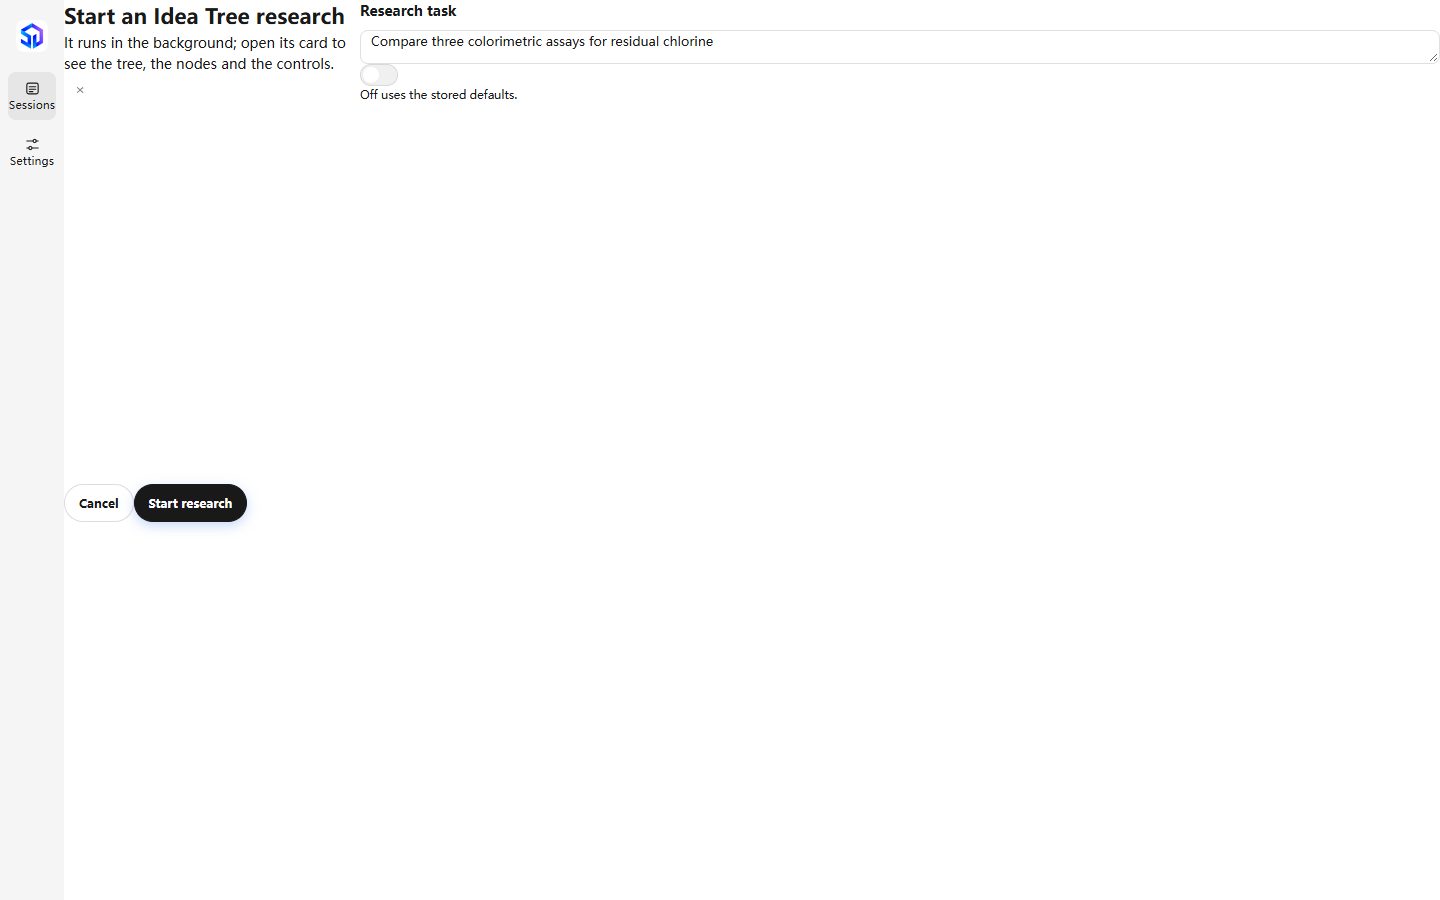 Sessions
Settings
Start an Idea Tree research
It runs in the background; open its card to
see the tree, the nodes and the controls.
×
Research task
Compare three colorimetric assays for residual chlorine
Off uses the stored defaults.
Cancel
Start research